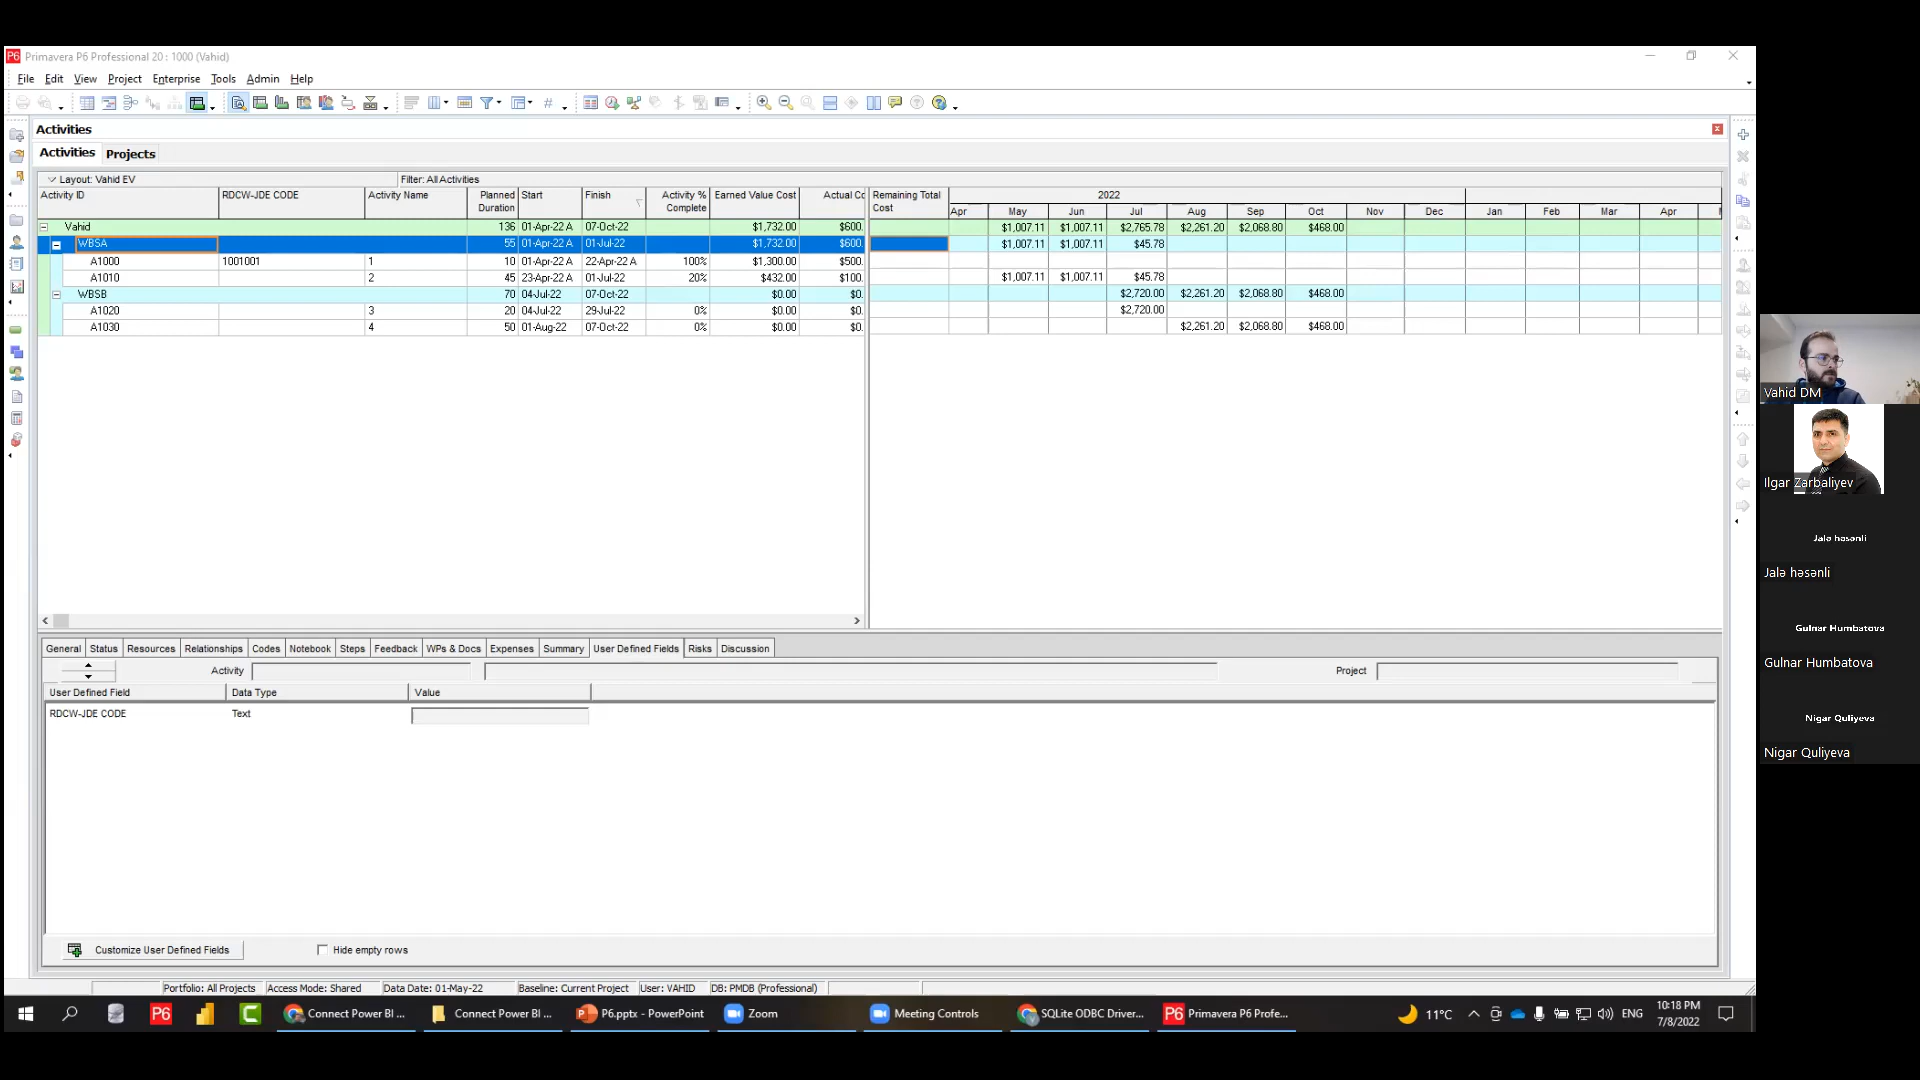 P6 Primavera P6 Professional 20 : 1000 (Vahid)
File Edit View Project Enterprise Tools Admin Help
Activities
Activities Projects
Layout: Vahid EV Filter: All Activities
Activity ID RDCW-JDE CODE Activity Name Planned Duration Start Finish Activity % Complete Earned Value Cost Actual Co Remaining Total Cost
2022
Apr May Jun Jul Aug Sep Oct Nov Dec Jan Feb Mar Apr
Vahid 136 01-Apr-22 A 07-Oct-22 $1,732.00 $600. $1,007.11 $1,007.11 $2,765.78 $2,261.20 $2,068.80 $468.00
WBSA 55 01-Apr-22 A 01-Jul-22 $1,732.00 $600. $1,007.11 $1,007.11 $45.78
A1000 1001001 1 10 01-Apr-22 A 22-Apr-22 A 100% $1,300.00 $500.
A1010 2 45 23-Apr-22 A 01-Jul-22 20% $432.00 $100. $1,007.11 $1,007.11 $45.78
WBSB 70 04-Jul-22 07-Oct-22 $0.00 $0. $2,720.00 $2,261.20 $2,068.80 $468.00
A1020 3 20 04-Jul-22 29-Jul-22 0% $0.00 $0. $2,720.00
A1030 4 50 01-Aug-22 07-Oct-22 0% $0.00 $0. $2,261.20 $2,068.80 $468.00
General Status Resources Relationships Codes Notebook Steps Feedback WPs & Docs Expenses Summary User Defined Fields Risks Discussion
Activity Project
User Defined Field Data Type Value
RDCW-JDE CODE Text
Customize User Defined Fields Hide empty rows
Portfolio: All Projects Access Mode: Shared Data Date: 01-May-22 Baseline: Current Project User: VAHID DB: PMDB (Professional)
P6 Connect Power BI ... Connect Power BI ... P6.pptx - PowerPoint Zoom Meeting Controls SQLite ODBC Driver... P6 Primavera P6 Profe... 11°C ENG 10:18 PM
7/8/2022
Vahid DM
Ilgar Zarbaliyev
Jalə həsənli
Jalə həsənli
Gulnar Humbatova
Gulnar Humbatova
Nigar Quliyeva
Nigar Quliyeva